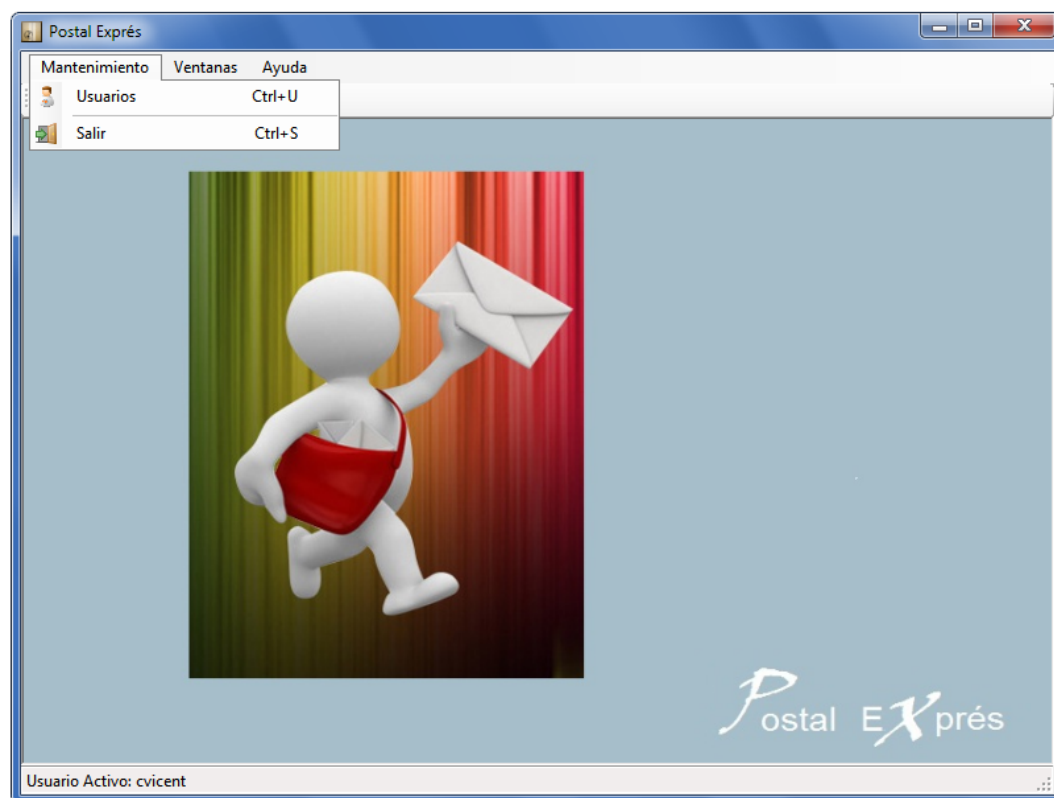 Postal Exprés
Mantenimiento Ventanas Ayuda
Usuarios Ctrl+U
Salir Ctrl+S
Postal EXprés
Usuario Activo: cvicent